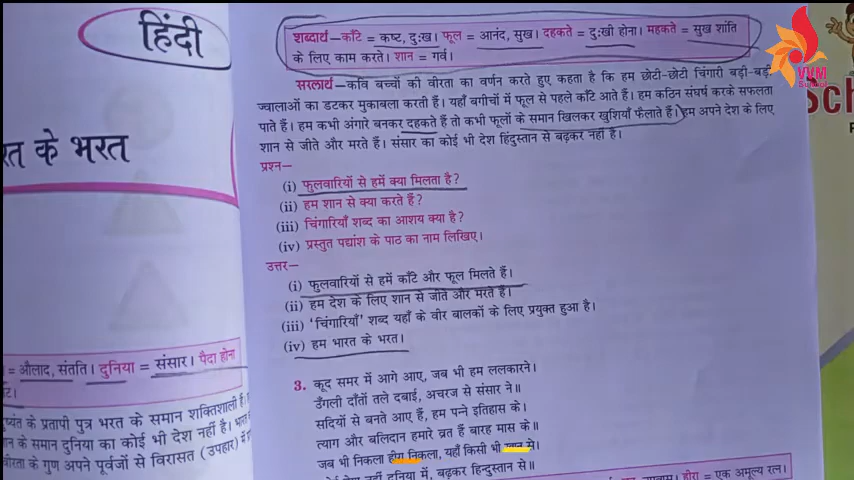 हिंदी
रत के भरत
= औलाद, संतति। दुनिया = संसार। पैदा होना
ष्यंत के प्रतापी पुत्र भरत के समान शक्तिशाली हैं।
ान के समान दुनिया का कोई भी देश नहीं है।
वीरता के गुण अपने पूर्वजों से विरासत (उपहार) में
शब्दार्थ—काँटे = कष्ट, दुःख। फूल = आनंद, सुख। दहकते = दुःखी होना। महकते = सुख शांति
के लिए काम करते। शान = गर्व।
सरलार्थ—कवि बच्चों की वीरता का वर्णन करते हुए कहता है कि हम छोटी-छोटी चिंगारी बड़ी-बड़ी
ज्वालाओं का डटकर मुकाबला करती हैं। यहाँ बगीचों में फूल से पहले काँटे आते हैं। हम कठिन संघर्ष करके सफलता
पाते हैं। हम कभी अंगारे बनकर दहकते हैं तो कभी फूलों के समान खिलकर खुशियाँ फैलाते हैं। हम अपने देश के लिए
शान से जीते और मरते हैं। संसार का कोई भी देश हिंदुस्तान से बढ़कर नहीं है।
प्रश्न—
(i) फुलवारियों से हमें क्या मिलता है?
(ii) हम शान से क्या करते हैं?
(iii) चिंगारियाँ शब्द का आशय क्या है?
(iv) प्रस्तुत पद्यांश के पाठ का नाम लिखिए।
उत्तर—
(i) फुलवारियों से हमें काँटे और फूल मिलते हैं।
(ii) हम देश के लिए शान से जीते और मरते हैं।
(iii) 'चिंगारियाँ' शब्द यहाँ के वीर बालकों के लिए प्रयुक्त हुआ है।
(iv) हम भारत के भरत।
3. कूद समर में आगे आए, जब भी हम ललकारने।
उँगली दाँतों तले दबाई, अचरज से संसार ने॥
सदियों से बनते आए हैं, हम पन्ने इतिहास के।
त्याग और बलिदान हमारे व्रत हैं बारह मास के॥
जब भी निकला हीरा निकला, यहाँ किसी भी खान से।
नहीं दुनिया में, बढ़कर हिन्दुस्तान से॥
हीरा = एक अमूल्य रत्न।
VVM
School
Sch